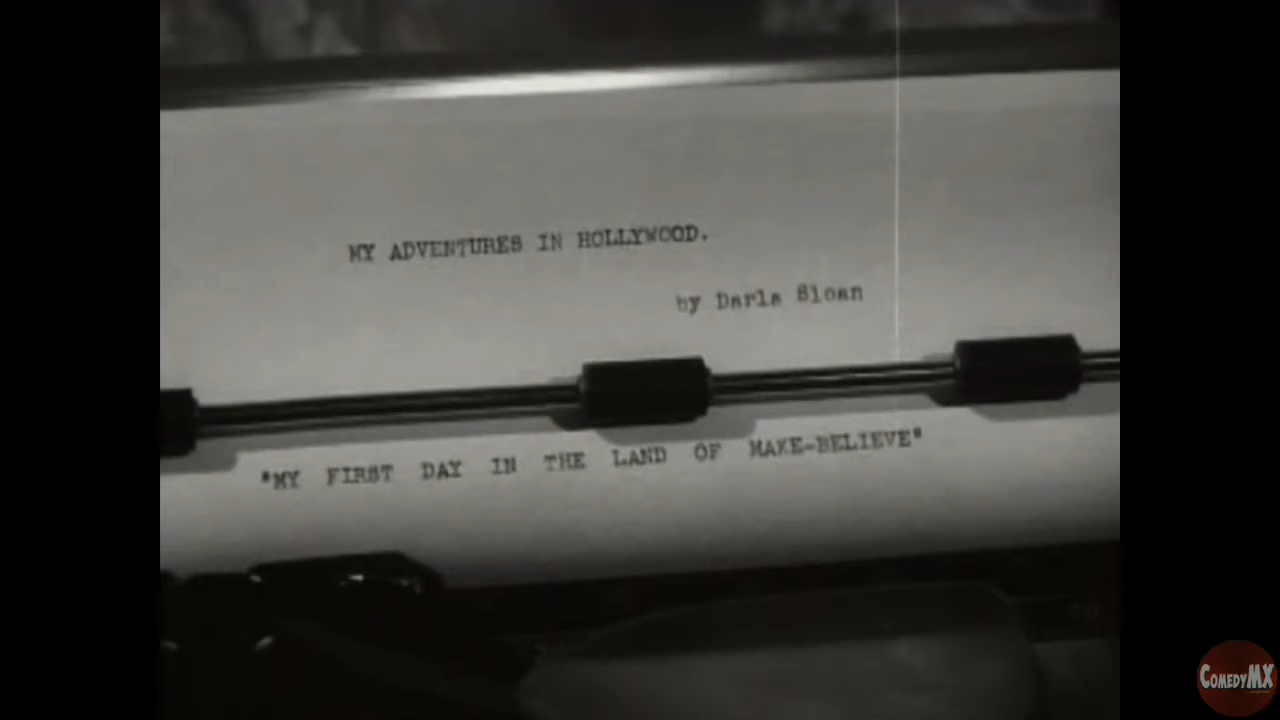 MY ADVENTURES IN HOLLYWOOD.
by Darla Sloan
"MY FIRST DAY IN THE LAND OF MAKE-BELIEVE"
COMEDYMX